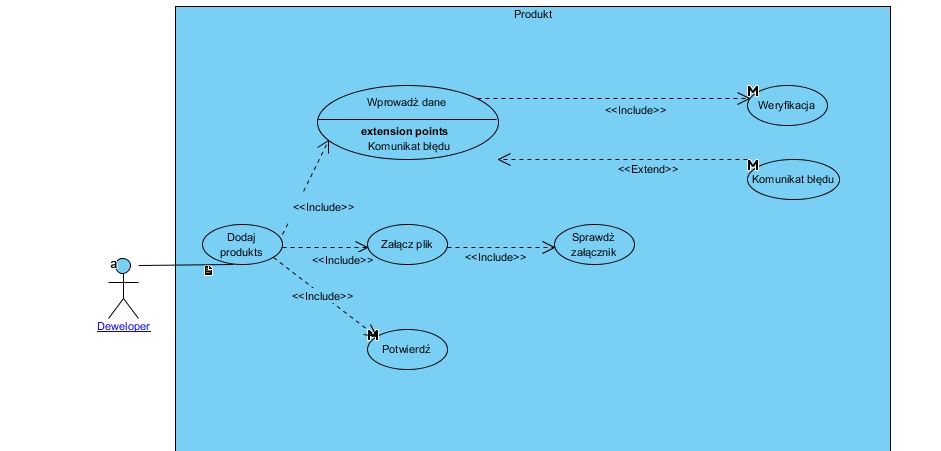 Produkt
Wprowadź dane
extension points
Komunikat błędu
<<Include>>
M
Weryfikacja
<<Extend>>
M
Komunikat błędu
<<Include>>
Dodaj
produkts
<<Include>>
Załącz plik
<<Include>>
Sprawdź
załącznik
a
Deweloper
<<Include>>
M
Potwierdź